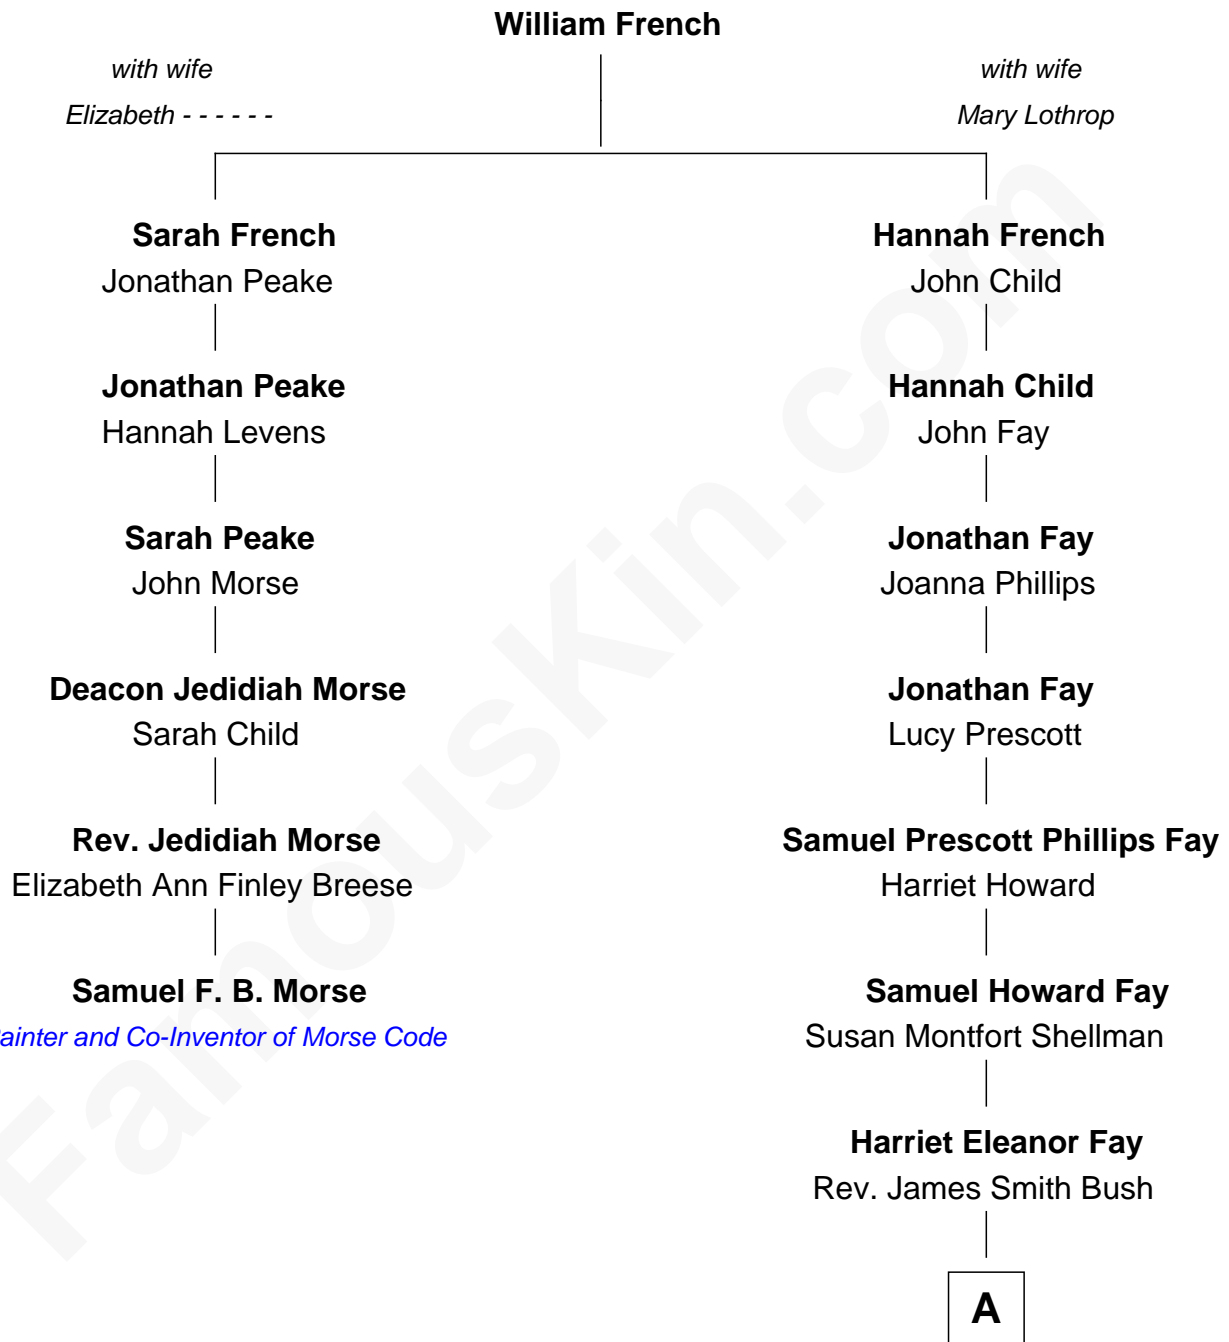 William French
with wife
Elizabeth - - - - - -
with wife
Mary Lothrop
Sarah French
Jonathan Peake
Hannah French
John Child
Jonathan Peake
Hannah Levens
Hannah Child
John Fay
Sarah Peake
John Morse
Jonathan Fay
Joanna Phillips
Deacon Jedidiah Morse
Sarah Child
Jonathan Fay
Lucy Prescott
Rev. Jedidiah Morse
Elizabeth Ann Finley Breese
Samuel Prescott Phillips Fay
Harriet Howard
Samuel F. B. Morse
ainter and Co-Inventor of Morse Code
Samuel Howard Fay
Susan Montfort Shellman
Harriet Eleanor Fay
Rev. James Smith Bush
A
FamousKin.com